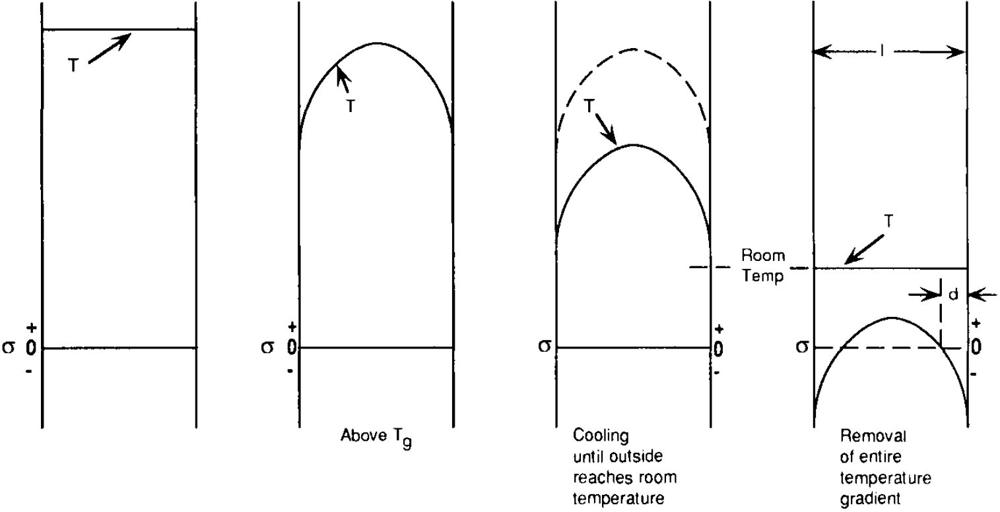 T
T
T
l
T
Room
Temp
d
+
σ 0
-
+
σ 0
-
σ
+
0
-
σ
+
0
-
Above Tg
Cooling
until outside
reaches room
temperature
Removal
of entire
temperature
gradient